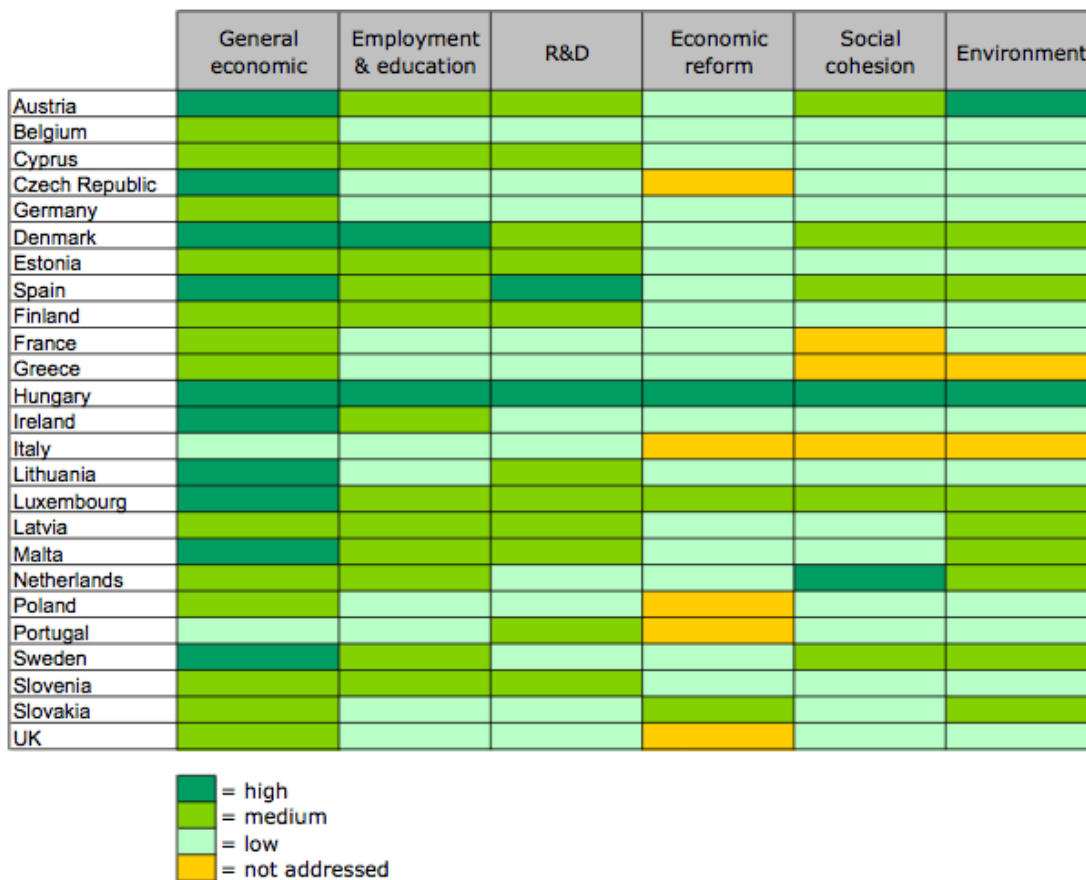 General Employment R&D Economic Social Environment
economic & education reform cohesion
Austria
Belgium
Cyprus
Czech Republic
Germany
Denmark
Estonia
Spain
Finland
France
Greece
Hungary
Ireland
Italy
Lithuania
Luxembourg
Latvia
Malta
Netherlands
Poland
Portugal
Sweden
Slovenia
Slovakia
UK
= high
= medium
= low
= not addressed